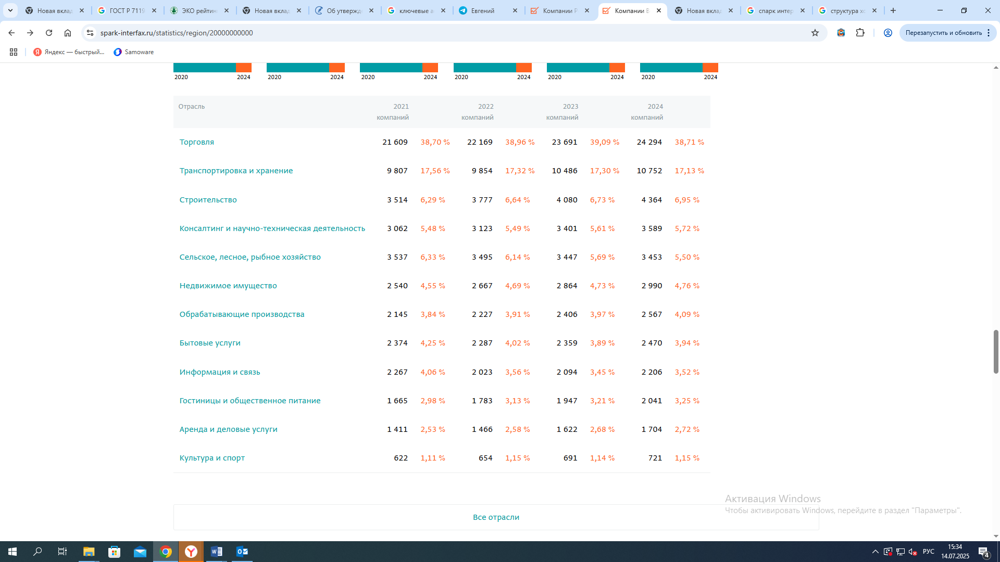 Новая вклад
ГОСТ Р 7119
ЭКО рейтин
Новая вклад
Об утвержд
ключевые а
Евгений
Компании Р
Компании В
Новая вклад
спарк интер
структура хо
spark-interfax.ru/statistics/region/20000000000
Перезапустить и обновить
Яндекс — быстрый...
Samoware
2020 2024 2020 2024 2020 2024 2020 2024 2020 2024 2020 2024
Отрасль 2021 компаний 2022 компаний 2023 компаний 2024 компаний
Торговля 21 609 38,70 % 22 169 38,96 % 23 691 39,09 % 24 294 38,71 %
Транспортировка и хранение 9 807 17,56 % 9 854 17,32 % 10 486 17,30 % 10 752 17,13 %
Строительство 3 514 6,29 % 3 777 6,64 % 4 080 6,73 % 4 364 6,95 %
Консалтинг и научно-техническая деятельность 3 062 5,48 % 3 123 5,49 % 3 401 5,61 % 3 589 5,72 %
Сельское, лесное, рыбное хозяйство 3 537 6,33 % 3 495 6,14 % 3 447 5,69 % 3 453 5,50 %
Недвижимое имущество 2 540 4,55 % 2 667 4,69 % 2 864 4,73 % 2 990 4,76 %
Обрабатывающие производства 2 145 3,84 % 2 227 3,91 % 2 406 3,97 % 2 567 4,09 %
Бытовые услуги 2 374 4,25 % 2 287 4,02 % 2 359 3,89 % 2 470 3,94 %
Информация и связь 2 267 4,06 % 2 023 3,56 % 2 094 3,45 % 2 206 3,52 %
Гостиницы и общественное питание 1 665 2,98 % 1 783 3,13 % 1 947 3,21 % 2 041 3,25 %
Аренда и деловые услуги 1 411 2,53 % 1 466 2,58 % 1 622 2,68 % 1 704 2,72 %
Культура и спорт 622 1,11 % 654 1,15 % 691 1,14 % 721 1,15 %
Активация Windows
Чтобы активировать Windows, перейдите в раздел "Параметры".
Все отрасли
РУС
15:34
14.07.2025
4